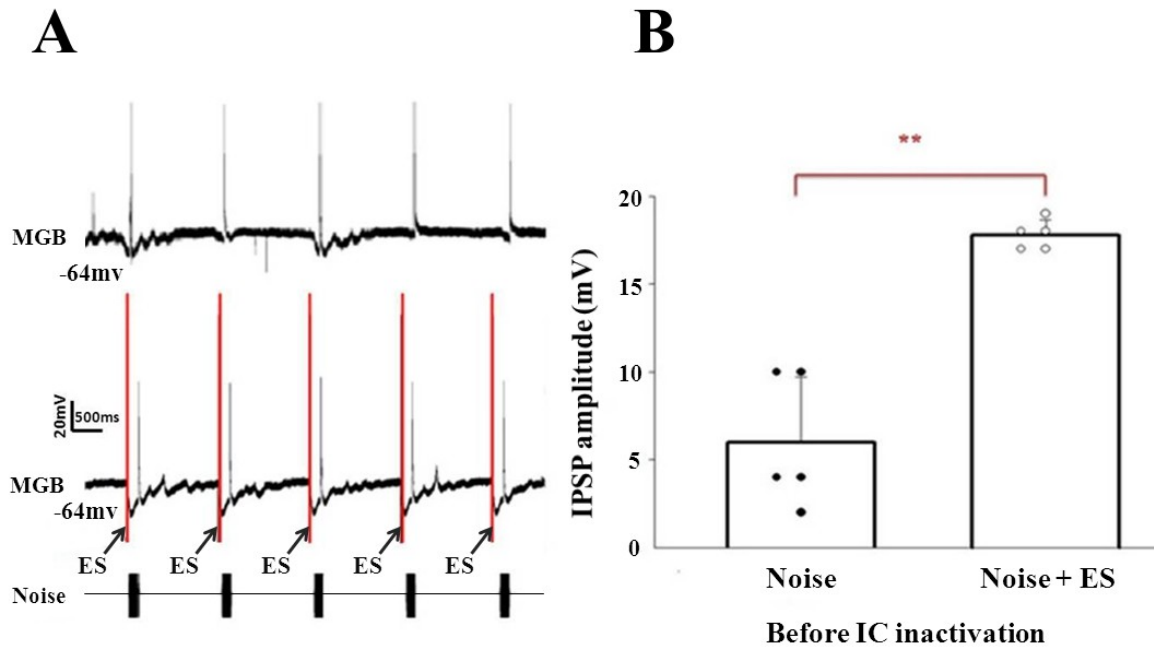 A
B
MGB
-64mv
20mV
500ms
MGB
-64mv
ES ES ES ES ES
Noise
**
IPSP amplitude (mV)
20
15
10
5
0
Noise Noise + ES
Before IC inactivation